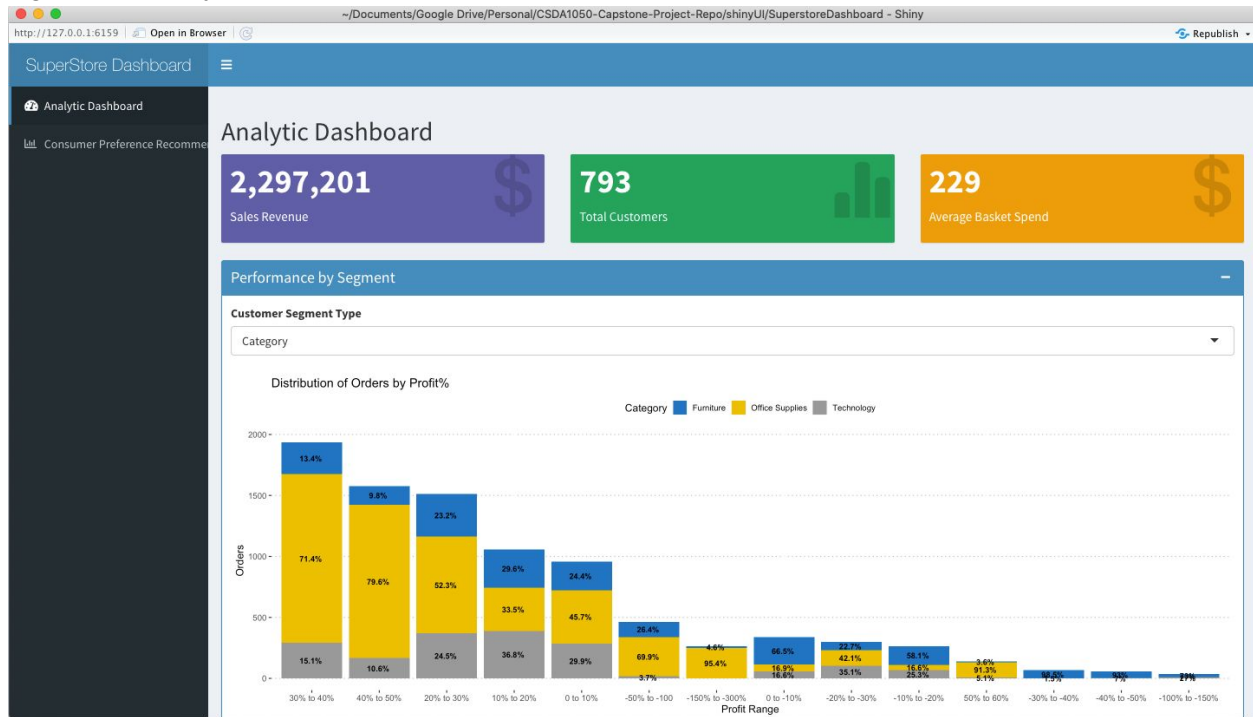 ~/Documents/Google Drive/Personal/CSDA1050-Capstone-Project-Repo/shinyUI/SuperstoreDashboard - Shiny
http://127.0.0.1:6159 Open in Browser Republish
SuperStore Dashboard
Analytic Dashboard
Consumer Preference Recomme
Analytic Dashboard
2,297,201
Sales Revenue
793
Total Customers
229
Average Basket Spend
Performance by Segment
Customer Segment Type
Category
Distribution of Orders by Profit%
Category Furniture Office Supplies Technology
Orders
2000
1500
1000
500
0
13.4%
71.4%
15.1%
9.8%
79.6%
10.6%
23.2%
52.3%
24.5%
29.6%
33.5%
36.8%
24.4%
45.7%
29.9%
26.4%
69.9%
3.7%
4.6%
95.4%
66.5%
16.9%
16.6%
22.7%
42.1%
35.1%
58.1%
16.6%
25.3%
3.6%
91.3%
5.1%
30% to 40% 40% to 50% 20% to 30% 10% to 20% 0 to 10% -50% to -100 -150% to -300% 0 to -10% -20% to -30% -10% to -20% 50% to 60% -30% to -40% -40% to -50% -100% to -150%
Profit Range